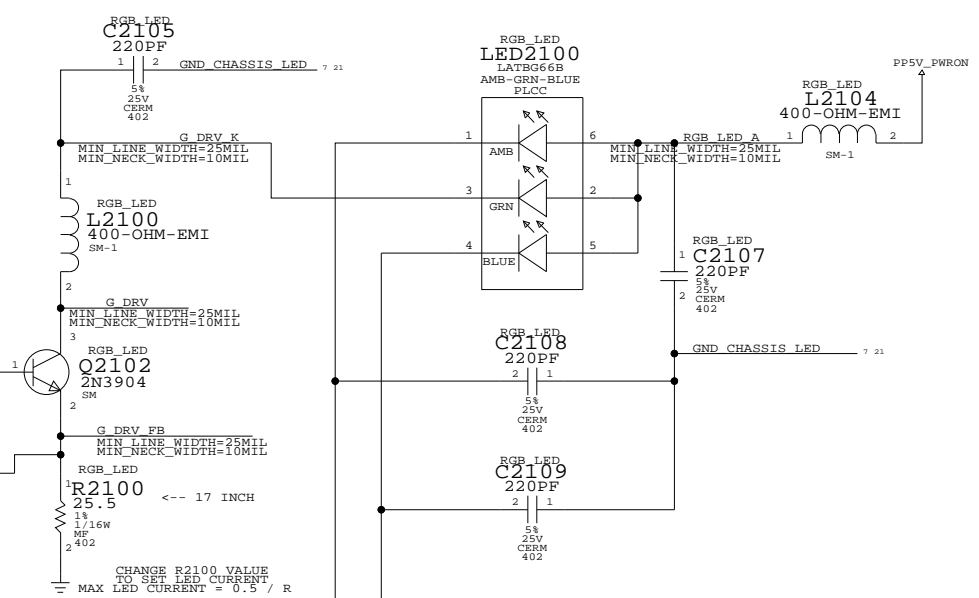 RGB_LED
C2105
220PF
1 2
GND_CHASSIS_LED 7 21
5%
25V
CERM
402
G_DRV_K
MIN_LINE_WIDTH=25MIL
MIN_NECK_WIDTH=10MIL
1
RGB_LED
L2100
400-OHM-EMI
SM-1
2
G_DRV
MIN_LINE_WIDTH=25MIL
MIN_NECK_WIDTH=10MIL
3
RGB_LED
1
Q2102
2N3904
SM
2
G_DRV_FB
MIN_LINE_WIDTH=25MIL
MIN_NECK_WIDTH=10MIL
RGB_LED
1
R2100
25.5
<-- 17 INCH
1%
1/16W
MF
402
2
CHANGE R2100 VALUE
TO SET LED CURRENT
MAX LED CURRENT = 0.5 / R
RGB_LED
LED2100
LATBG66B
AMB-GRN-BLUE
PLCC
1 6
AMB
3 2
GRN
4 5
BLUE
RGB_LED_A
MIN_LINE_WIDTH=25MIL
MIN_NECK_WIDTH=10MIL
PP5V_PWRON
RGB_LED
L2104
400-OHM-EMI
1 2
SM-1
RGB_LED
1
C2107
220PF
5%
25V
2
CERM
402
GND_CHASSIS_LED 7 21
RGB_LED
C2108
220PF
2 1
5%
25V
CERM
402
RGB_LED
C2109
220PF
2 1
5%
25V
CERM
402